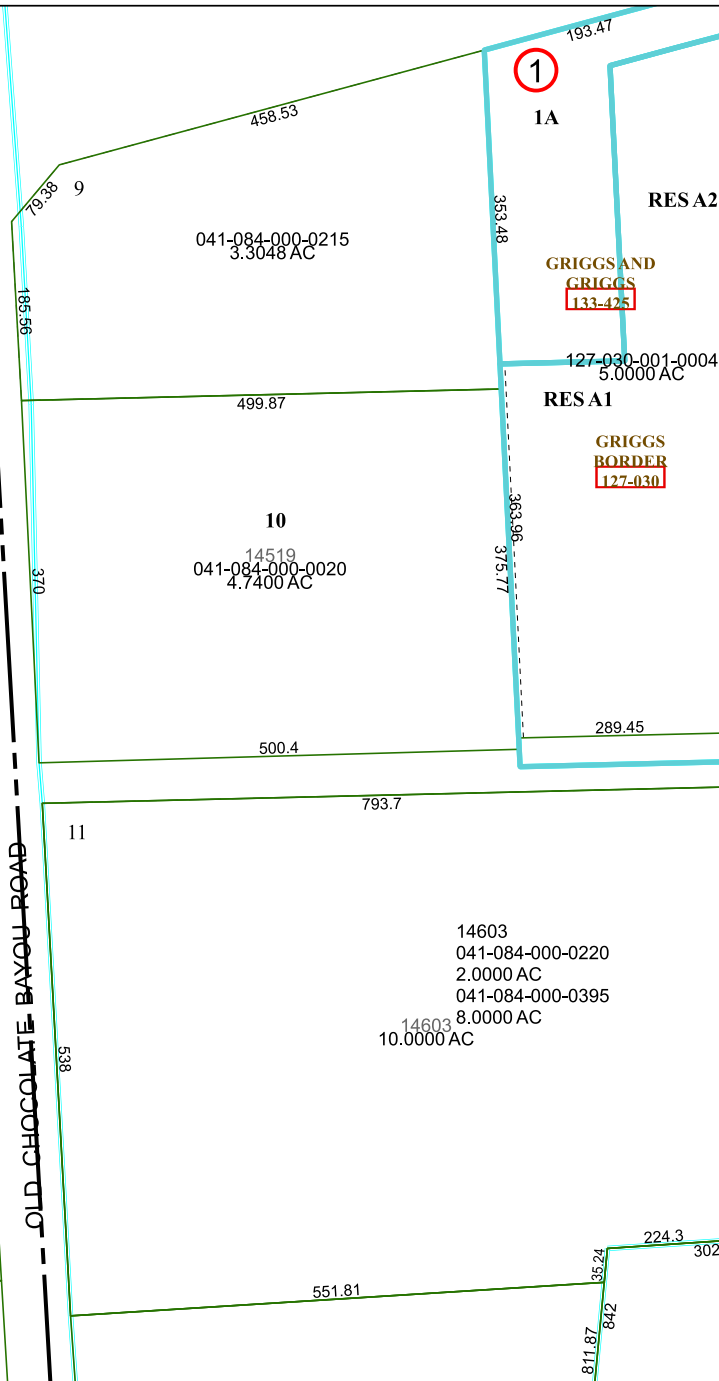 193.47
1
1A
458.53
79.38
9
353.48
RES A2
041-084-000-0215
3.3048 AC
GRIGGS AND
GRIGGS
133-425
185.56
127-030-001-0004
5.0000 AC
499.87
RES A1
GRIGGS
BORDER
127-030
10
363.96
14519
041-084-000-0020
4.7400 AC
375.77
370
289.45
500.4
793.7
11
OLD CHOCOLATE BAYOU ROAD
14603
041-084-000-0220
2.0000 AC
041-084-000-0395
8.0000 AC
14603
10.0000 AC
538
224.3
302
35.24
551.81
842
811.87